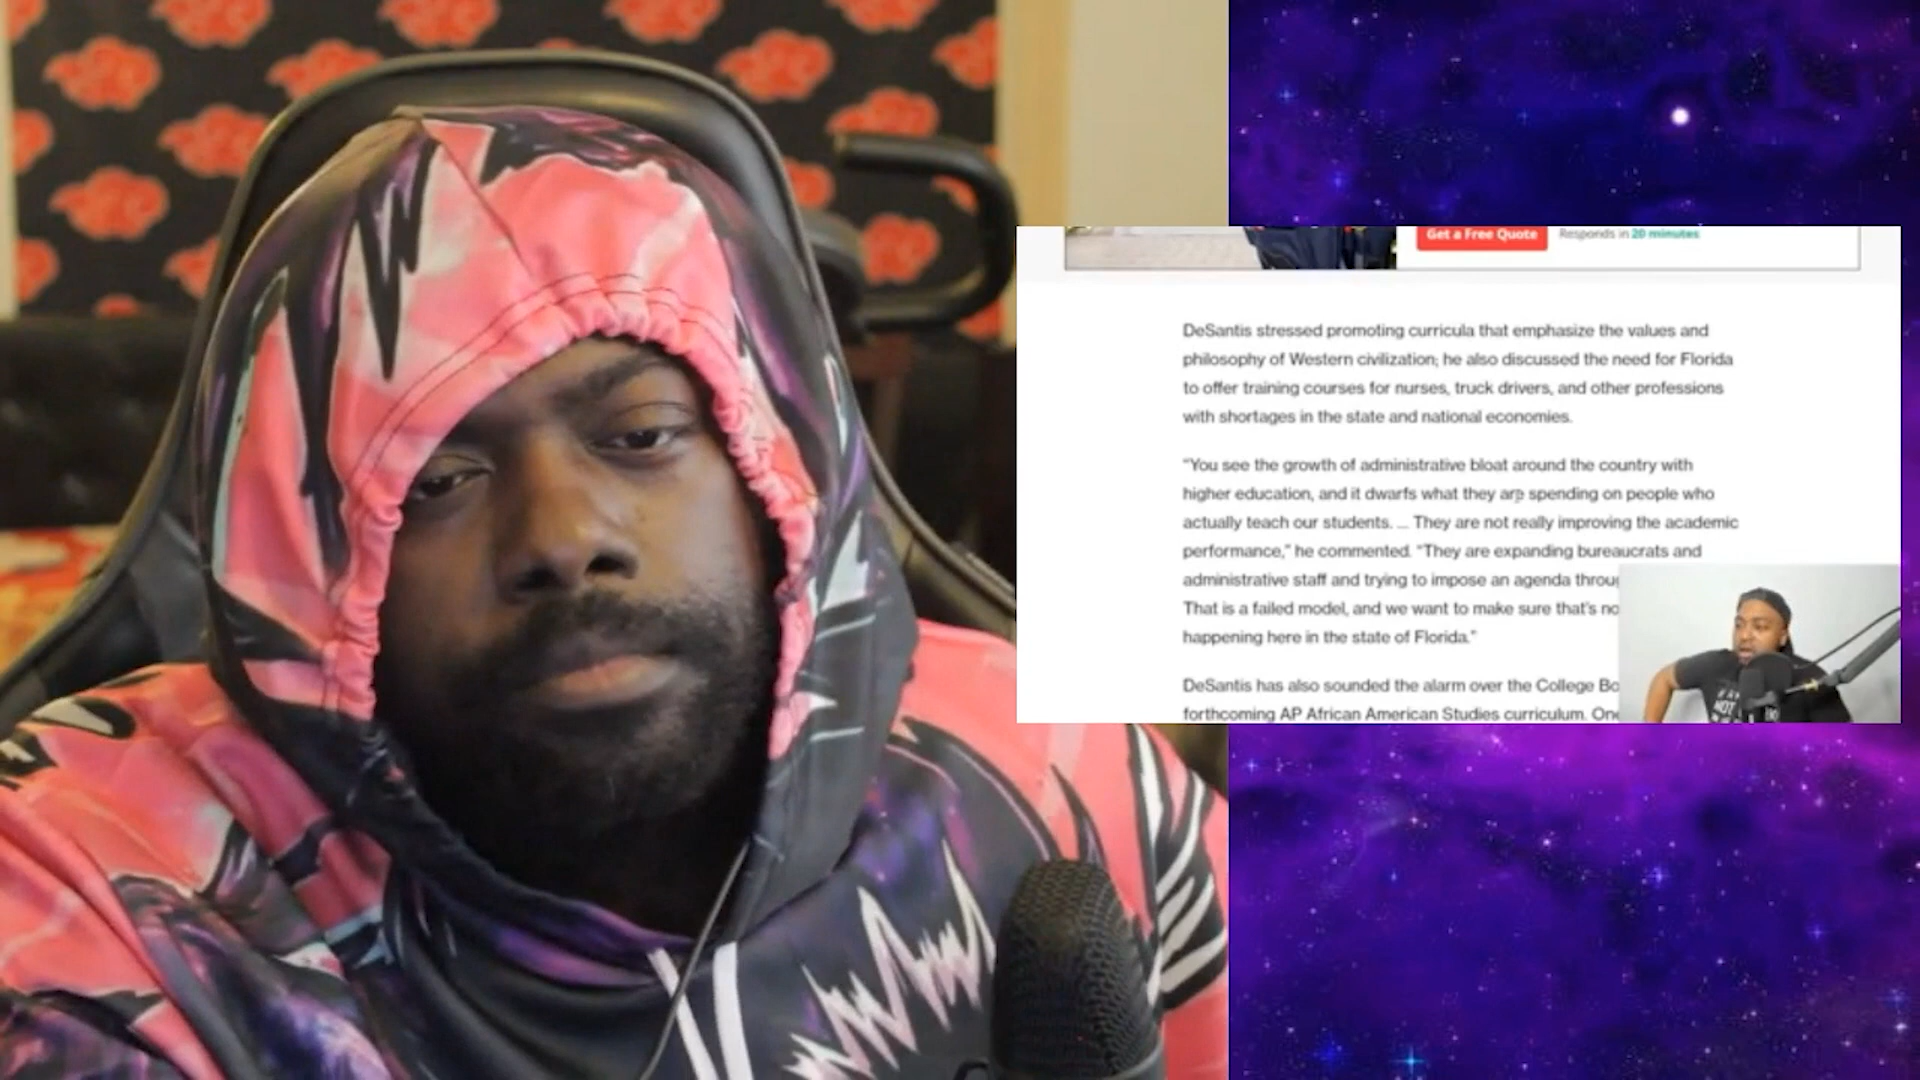 Get a Free Quote
Responds in 20 minutes
DeSantis stressed promoting curricula that emphasize the values and
philosophy of Western civilization; he also discussed the need for Florida
to offer training courses for nurses, truck drivers, and other professions
with shortages in the state and national economies.
“You see the growth of administrative bloat around the country with
higher education, and it dwarfs what they are spending on people who
actually teach our students. ... They are not really improving the academic
performance,” he commented. “They are expanding bureaucrats and
administrative staff and trying to impose an agenda
That is a failed model, and we want to make sure that’s
happening here in the state of Florida.”
DeSantis has also sounded the alarm over the College
forthcoming AP African American Studies curriculum.
NOT